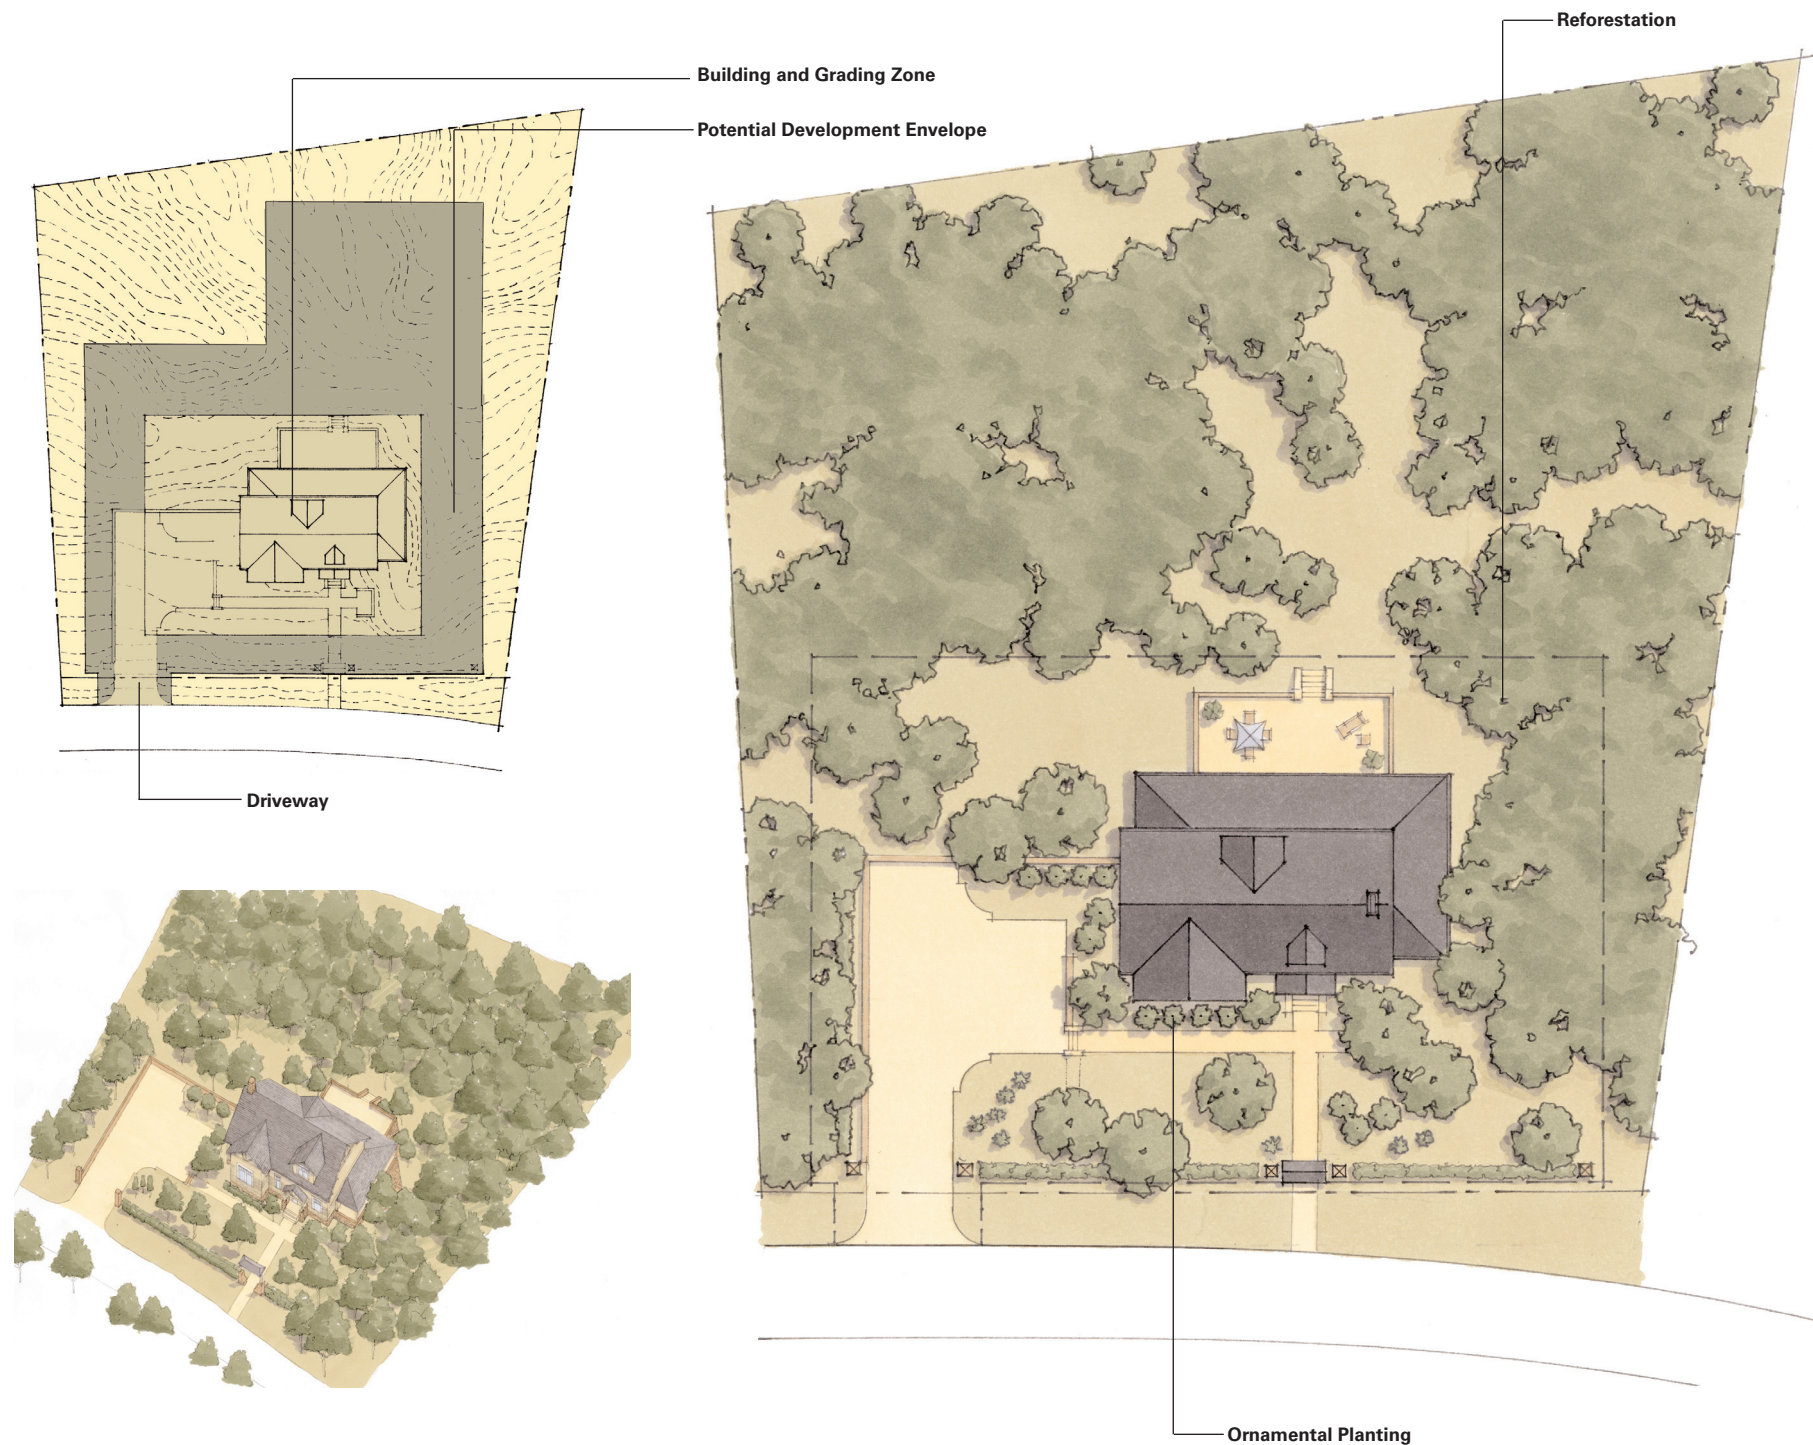 Reforestation
Building and Grading Zone
Potential Development Envelope
Driveway
Ornamental Planting